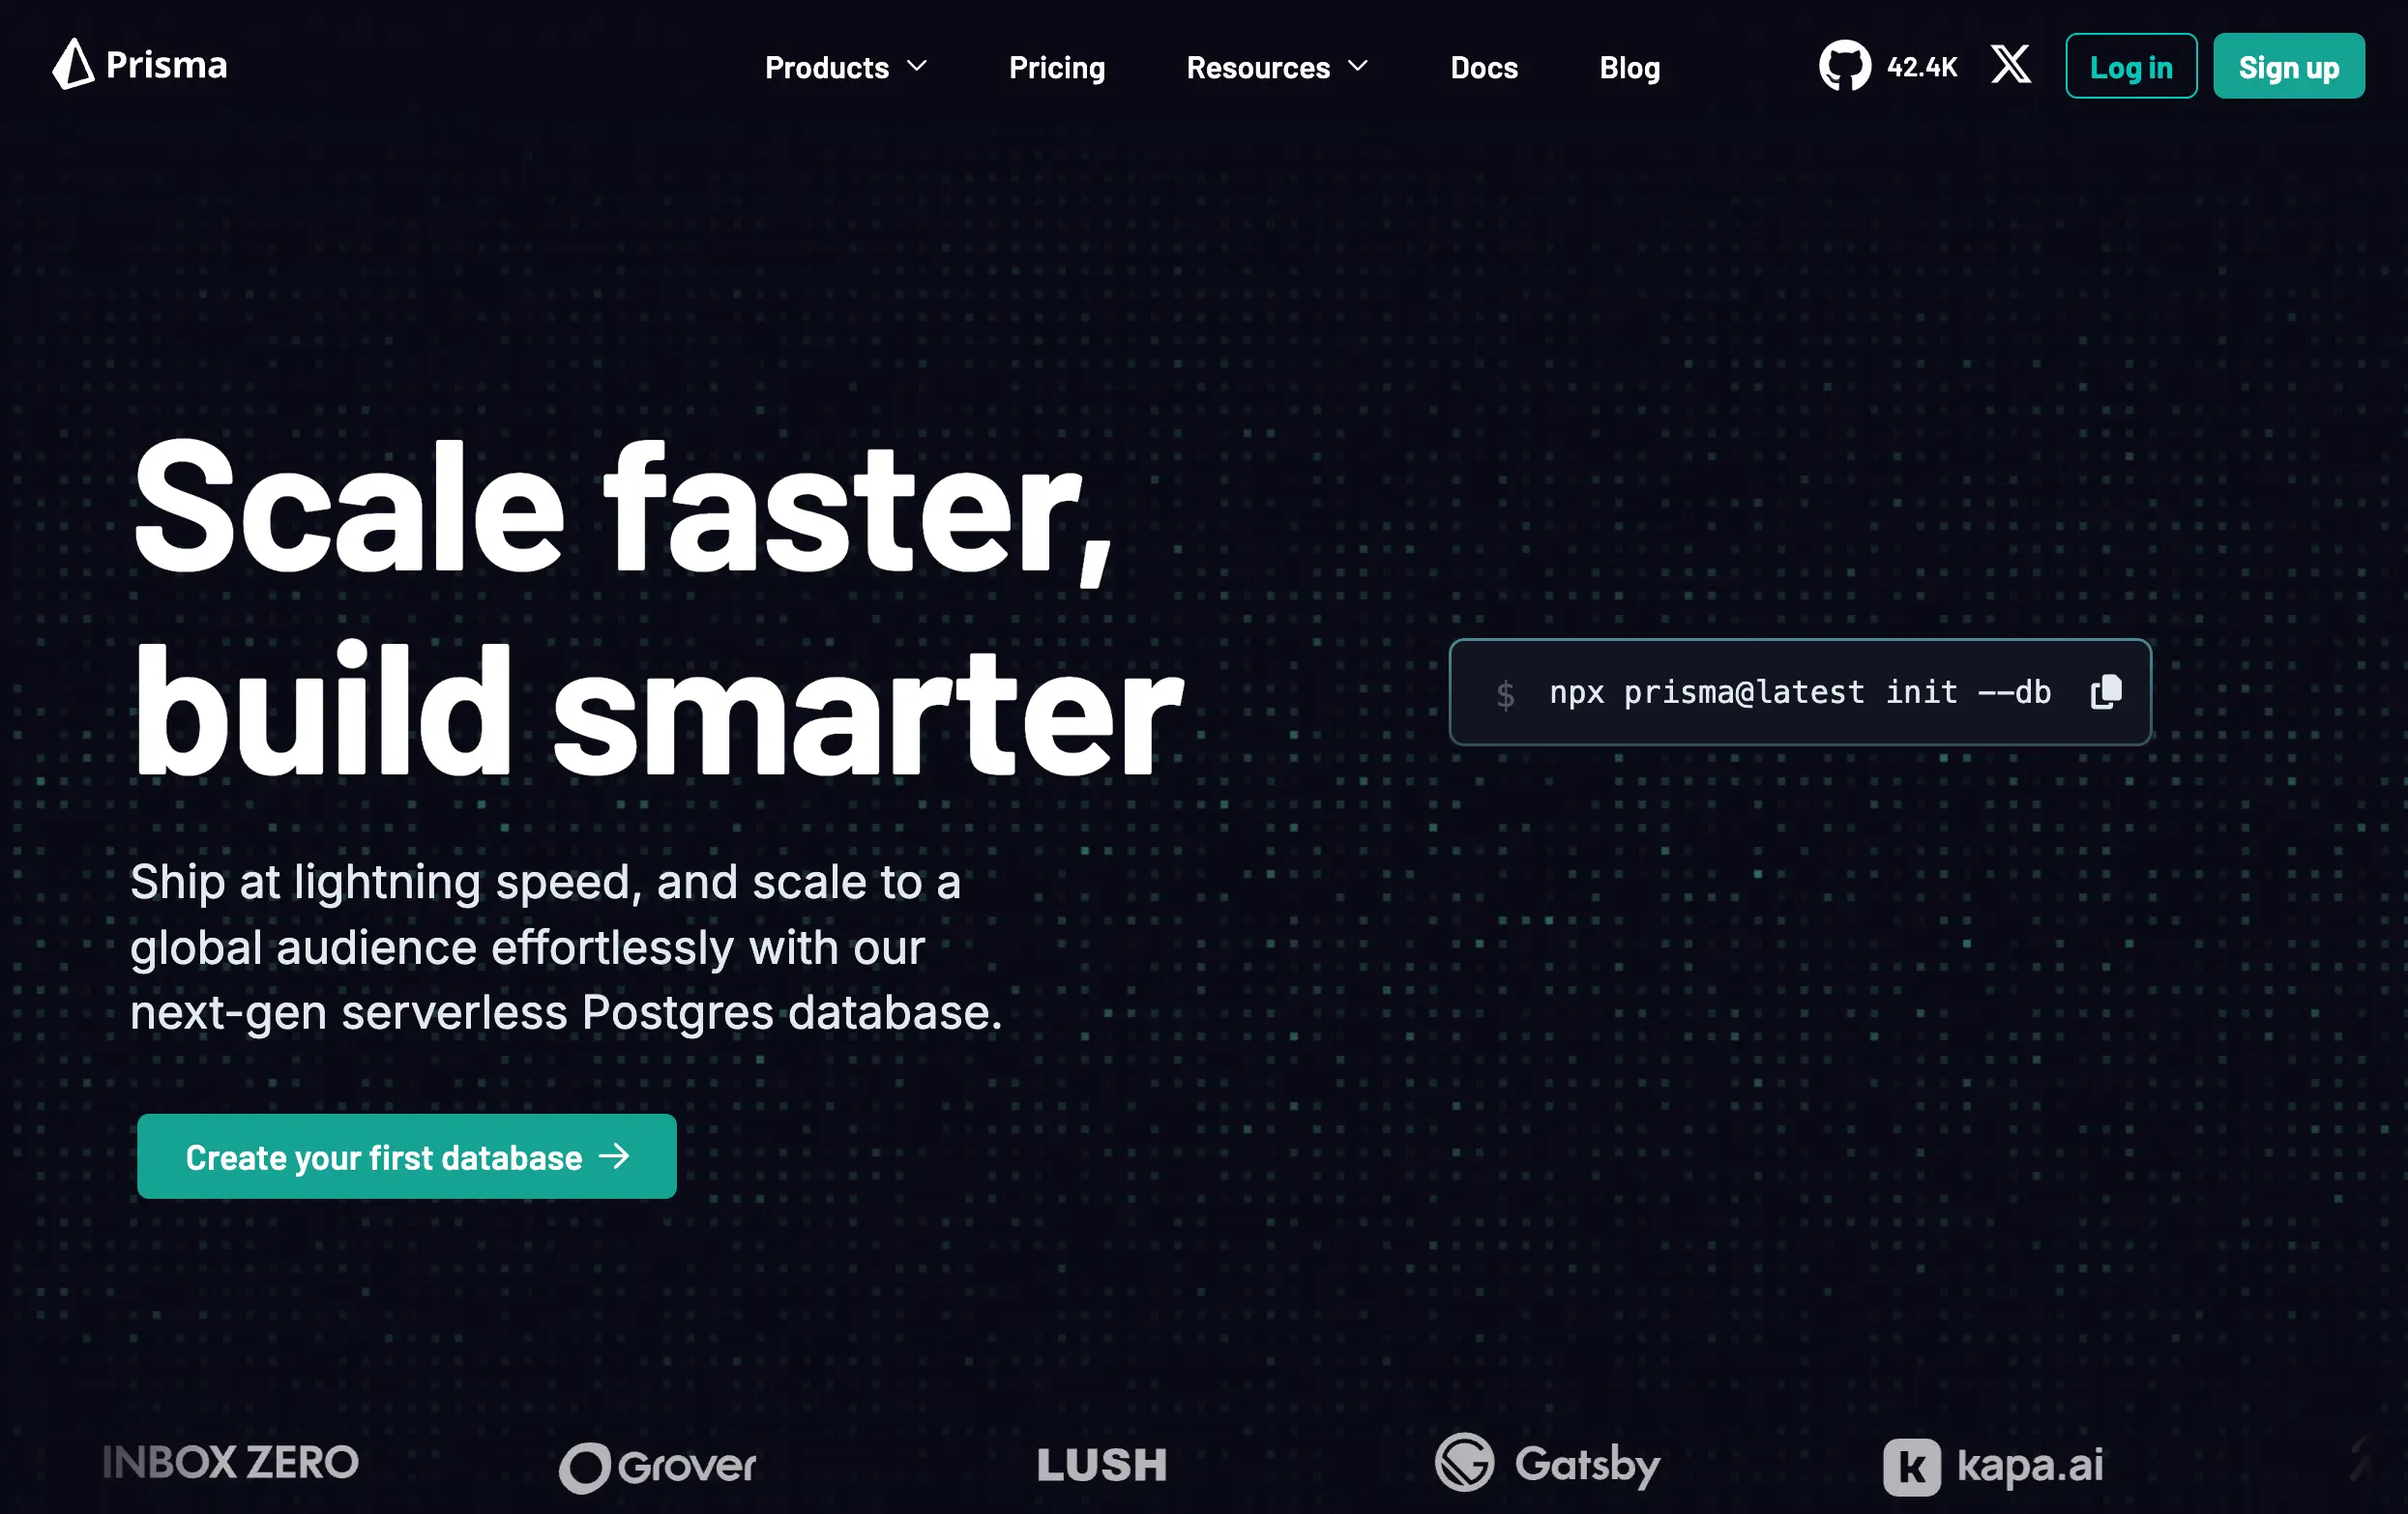 Prisma
Products
Pricing
Resources
Docs
Blog
42.4K
Log in
Sign up
Scale faster,
build smarter
$ npx prisma@latest init --db
Ship at lightning speed, and scale to a
global audience effortlessly with our
next-gen serverless Postgres database.
Create your first database →
INBOX ZERO
Grover
LUSH
Gatsby
k kapa.ai